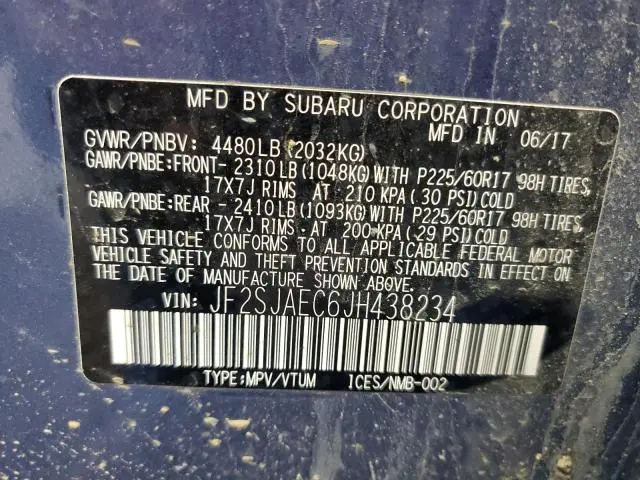 MFD BY SUBARU CORPORATION
MFD IN 06/17
GVWR/PNBV: 4480LB(2032KG)
GAWR/PNBE:FRONT- 2310LB(1048KG)WITH P225/60R17 98H TIRES,
17X7J RIMS AT 210 KPA( 30 PSI)COLD
GAWR/PNBE:REAR - 2410LB(1093KG)WITH P225/60R17 98H TIRES,
17X7J RIMS AT 200 KPA( 29 PSI)COLD
THIS VEHICLE CONFORMS TO ALL APPLICABLE FEDERAL MOTOR
VEHICLE SAFETY AND THEFT PREVENTION STANDARDS IN EFFECT ON
THE DATE OF MANUFACTURE SHOWN ABOVE.
VIN: JF2SJAEC6JH438234
TYPE:MPV/VTUM ICES/NMB-002